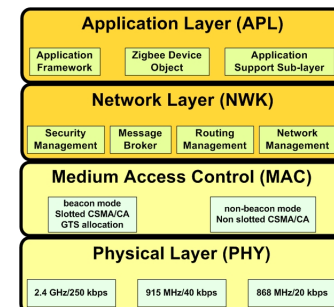 Application Layer (APL)
Application Framework
Zigbee Device Object
Application Support Sub-layer
Network Layer (NWK)
Security Management
Message Broker
Routing Management
Network Management
Medium Access Control (MAC)
beacon mode
Slotted CSMA/CA
GTS allocation
non-beacon mode
Non slotted CSMA/CA
Physical Layer (PHY)
2.4 GHz/250 kbps
915 MHz/40 kbps
868 MHz/20 kbps